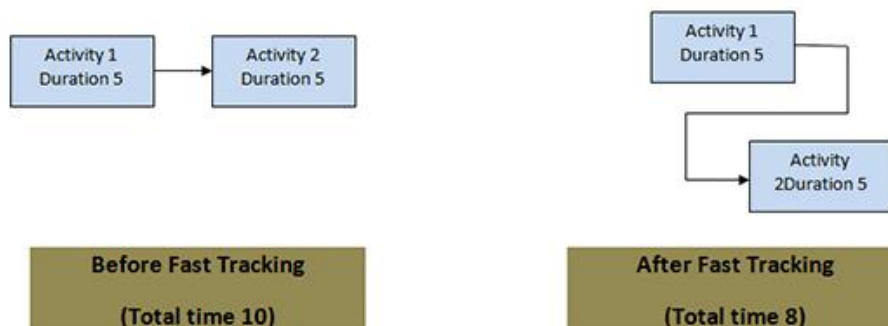 Activity 1
Duration 5
Activity 2
Duration 5
Activity 1
Duration 5
Activity
2Duration 5
Before Fast Tracking
(Total time 10)
After Fast Tracking
(Total time 8)